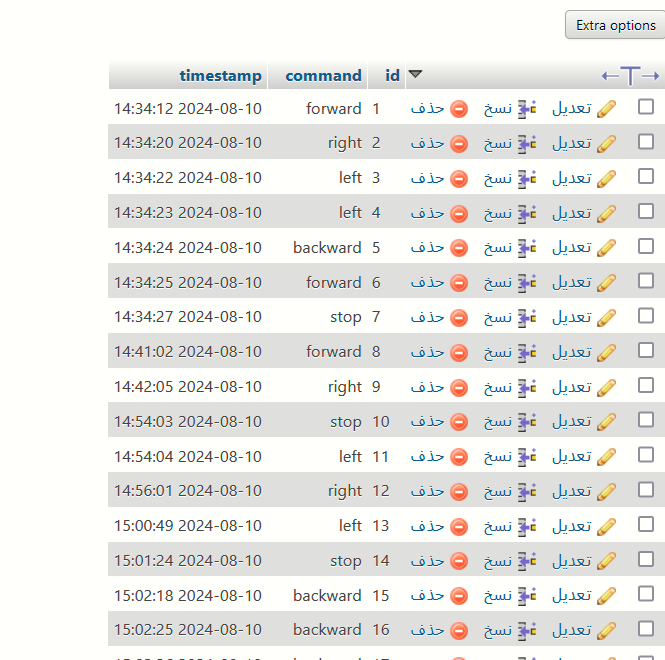 Extra options
id command timestamp
تعديل نسخ حذف 1 forward 2024-08-10 14:34:12
تعديل نسخ حذف 2 right 2024-08-10 14:34:20
تعديل نسخ حذف 3 left 2024-08-10 14:34:22
تعديل نسخ حذف 4 left 2024-08-10 14:34:23
تعديل نسخ حذف 5 backward 2024-08-10 14:34:24
تعديل نسخ حذف 6 forward 2024-08-10 14:34:25
تعديل نسخ حذف 7 stop 2024-08-10 14:34:27
تعديل نسخ حذف 8 forward 2024-08-10 14:41:02
تعديل نسخ حذف 9 right 2024-08-10 14:42:05
تعديل نسخ حذف 10 stop 2024-08-10 14:54:03
تعديل نسخ حذف 11 left 2024-08-10 14:54:04
تعديل نسخ حذف 12 right 2024-08-10 14:56:01
تعديل نسخ حذف 13 left 2024-08-10 15:00:49
تعديل نسخ حذف 14 stop 2024-08-10 15:01:24
تعديل نسخ حذف 15 backward 2024-08-10 15:02:18
تعديل نسخ حذف 16 backward 2024-08-10 15:02:25